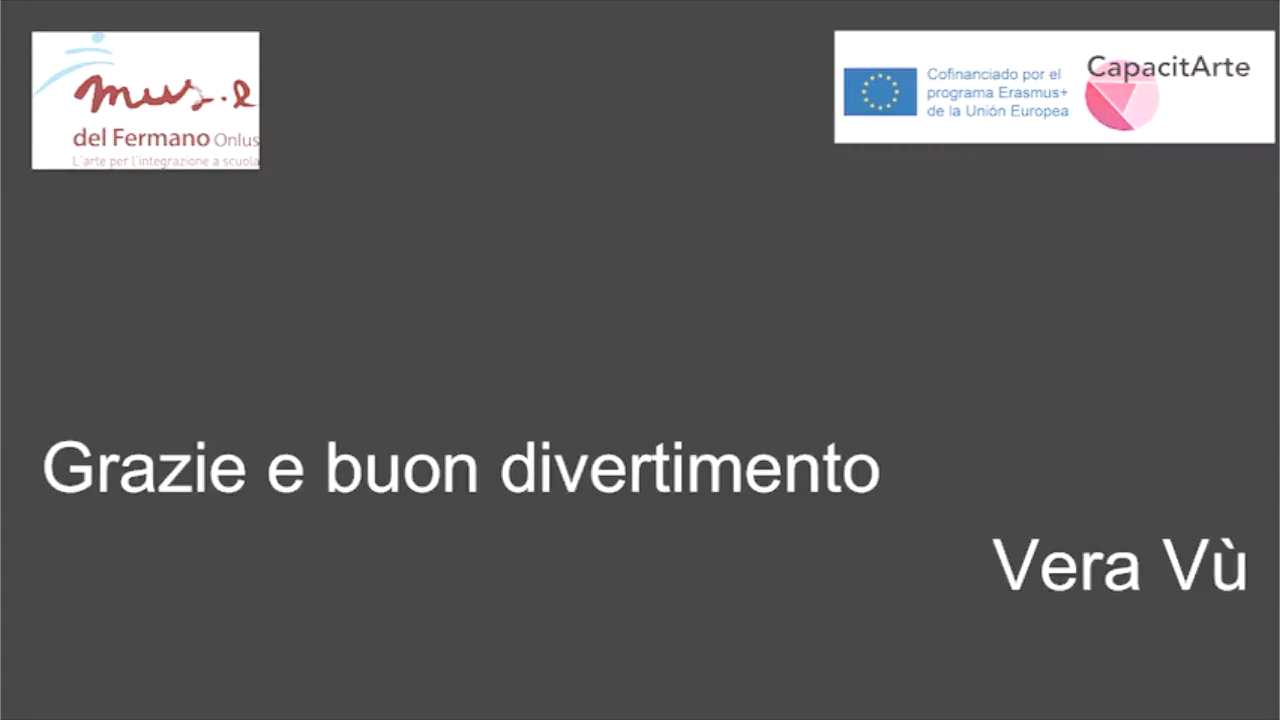 mus.e
del Fermano Onlus
L'arte per l'integrazione a scuola
Cofinanciado por el
programa Erasmus+
de la Unión Europea
CapacitArte
Grazie e buon divertimento
Vera Vù